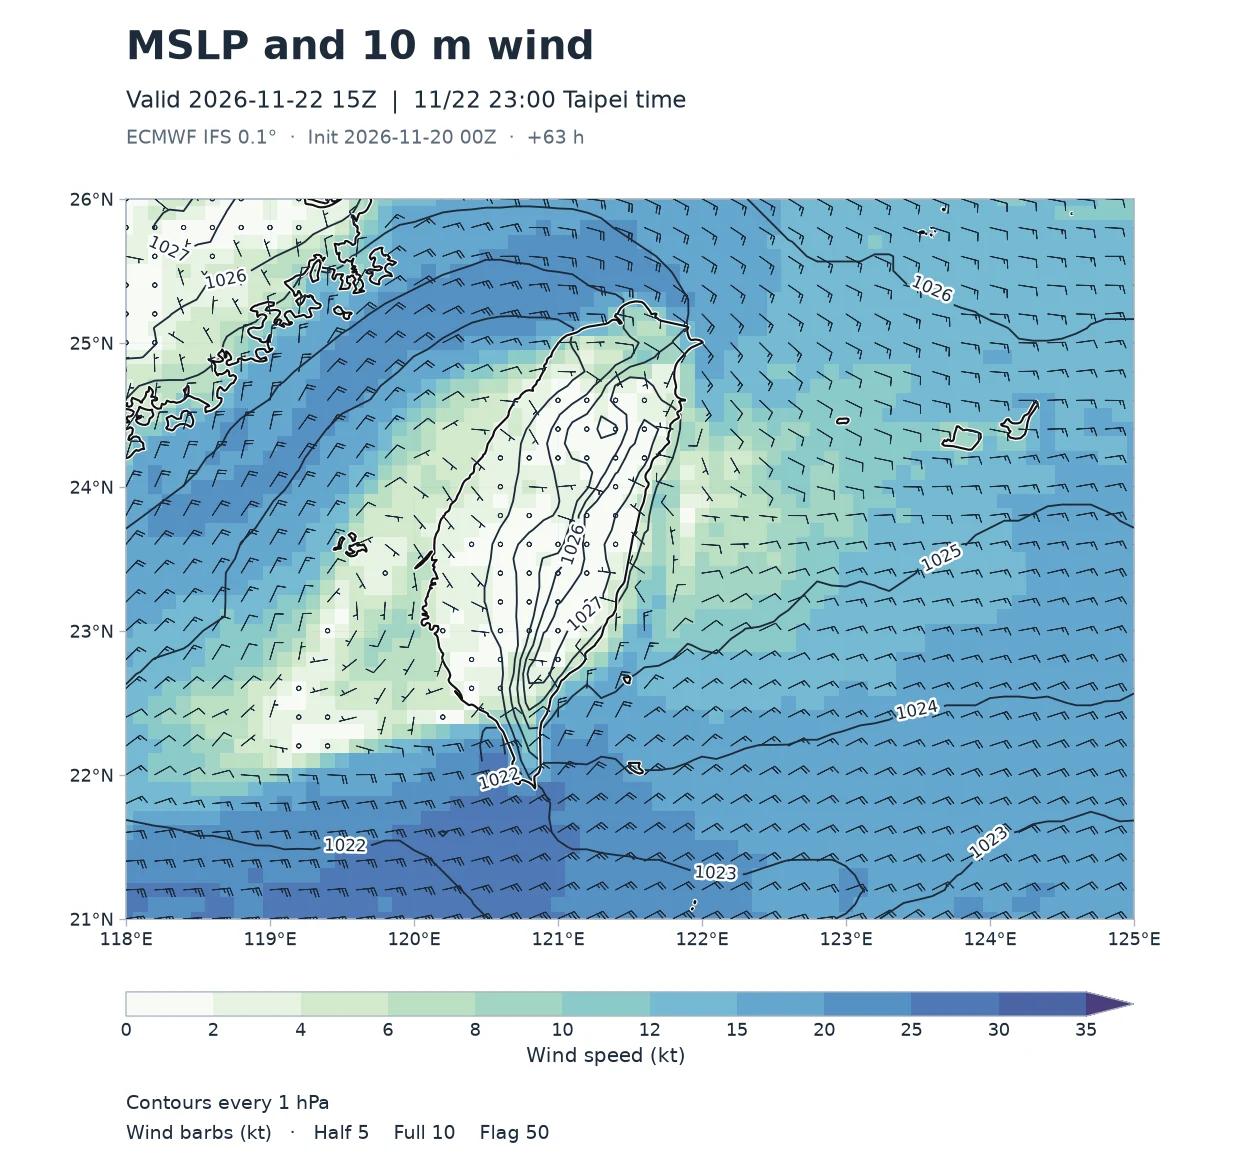 MSLP and 10 m wind
Valid 2026-11-22 15Z | 11/22 23:00 Taipei time
ECMWF IFS 0.1° · Init 2026-11-20 00Z · +63 h
26°N
1027
1026
1026
25°N
24°N
1026
1025
1027
23°N
1024
22°N
1022
1022
1023
1023
21°N
118°E 119°E 120°E 121°E 122°E 123°E 124°E 125°E
0 2 4 6 8 10 12 15 20 25 30 35
Wind speed (kt)
Contours every 1 hPa
Wind barbs (kt) · Half 5 Full 10 Flag 50